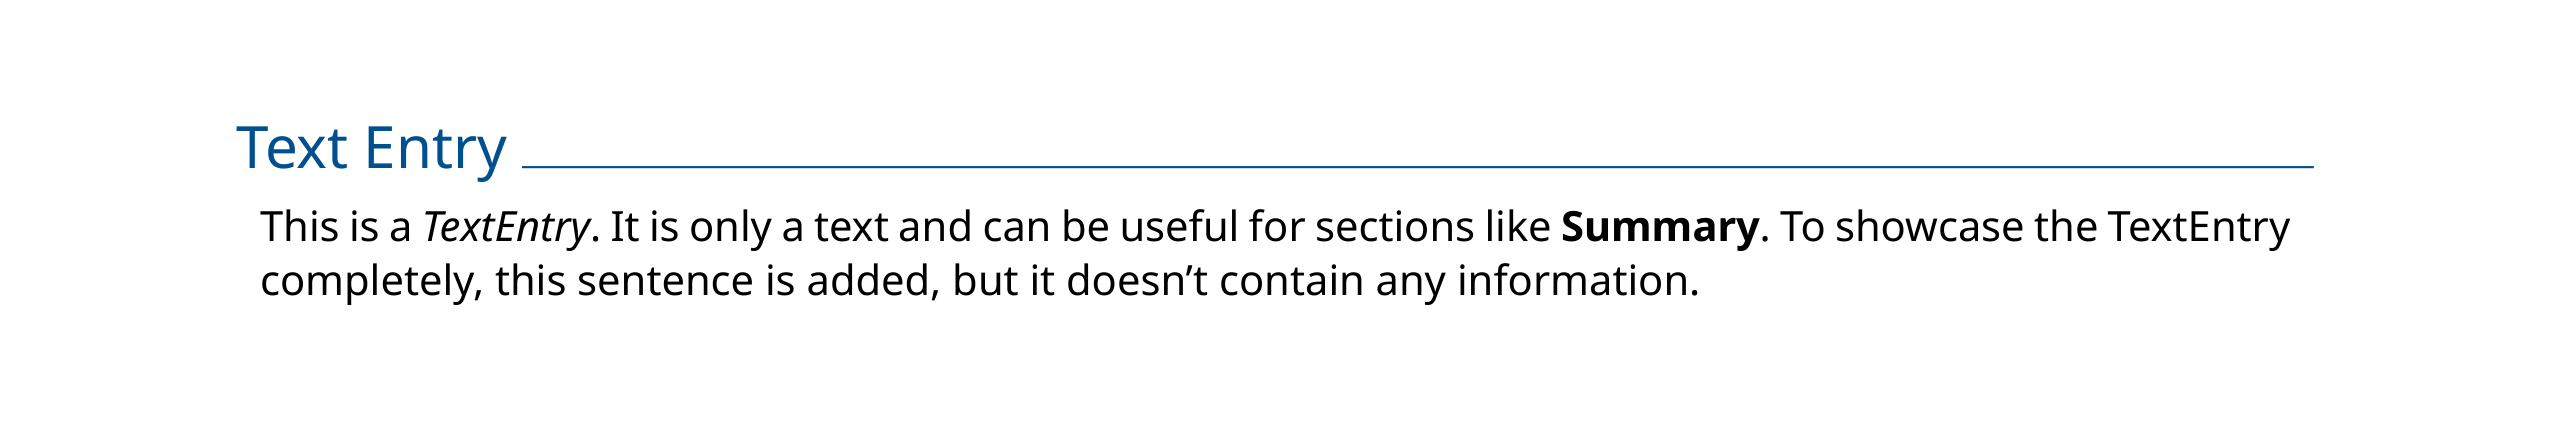 Text Entry
This is a TextEntry. It is only a text and can be useful for sections like Summary. To showcase the TextEntry
completely, this sentence is added, but it doesn’t contain any information.